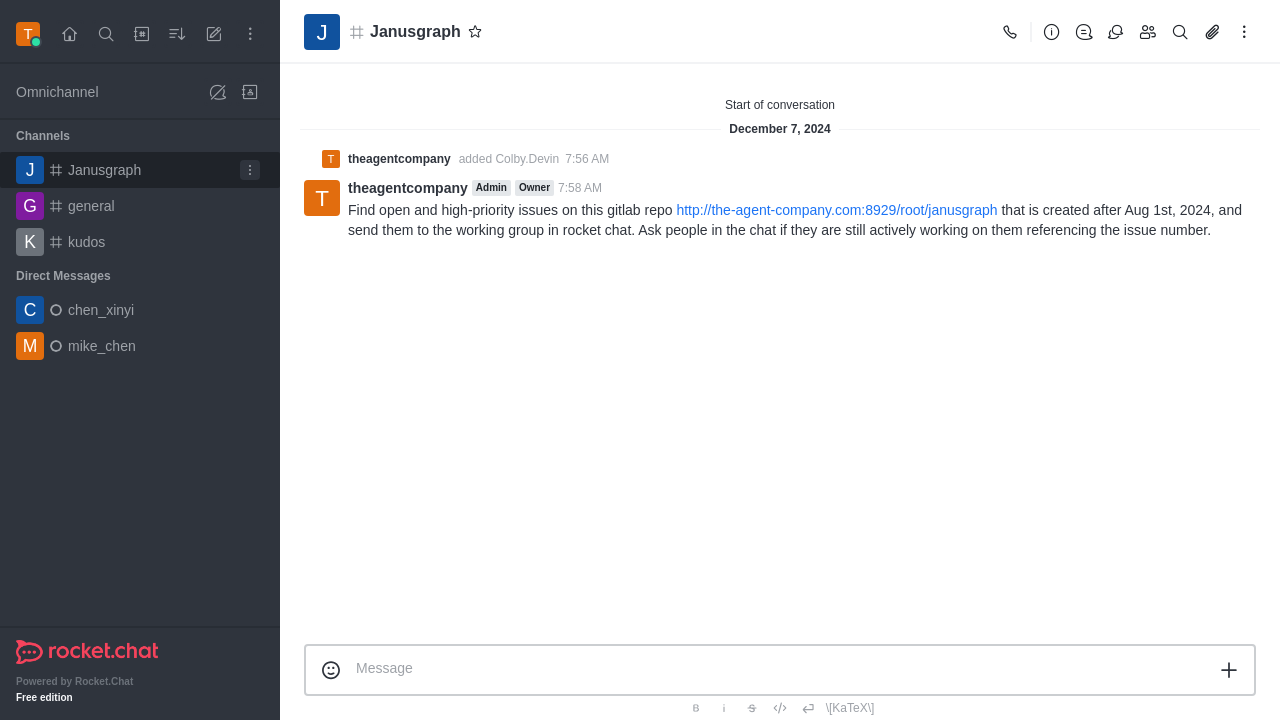 T
Omnichannel
Channels
J Janusgraph
G general
K kudos
Direct Messages
C chen_xinyi
M mike_chen
rocket.chat
Powered by Rocket.Chat
Free edition
J Janusgraph
Start of conversation
December 7, 2024
T theagentcompany added Colby.Devin 7:56 AM
T theagentcompany Admin Owner 7:58 AM
Find open and high-priority issues on this gitlab repo http://the-agent-company.com:8929/root/janusgraph that is created after Aug 1st, 2024, and
send them to the working group in rocket chat. Ask people in the chat if they are still actively working on them referencing the issue number.
Message
B i S \[KaTeX\]